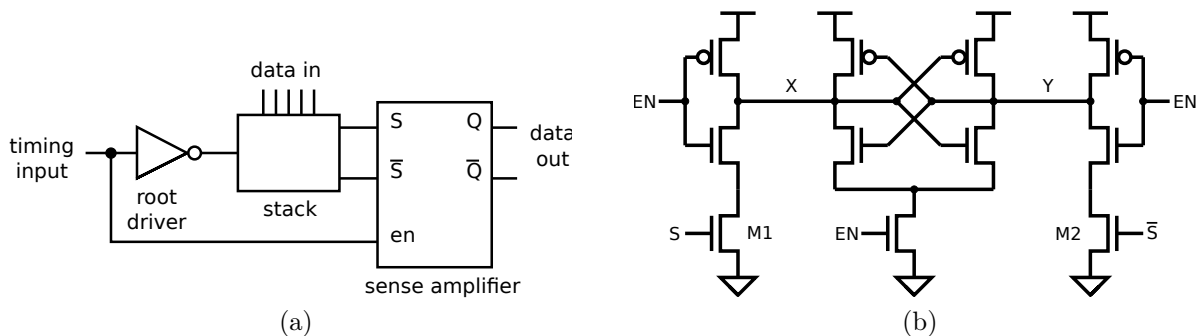 data in
timing
input
root
driver
stack
S
S̅
en
Q
Q̅
sense amplifier
data
out
(a)
EN
X
Y
EN
S
M1
EN
M2
S̅
(b)